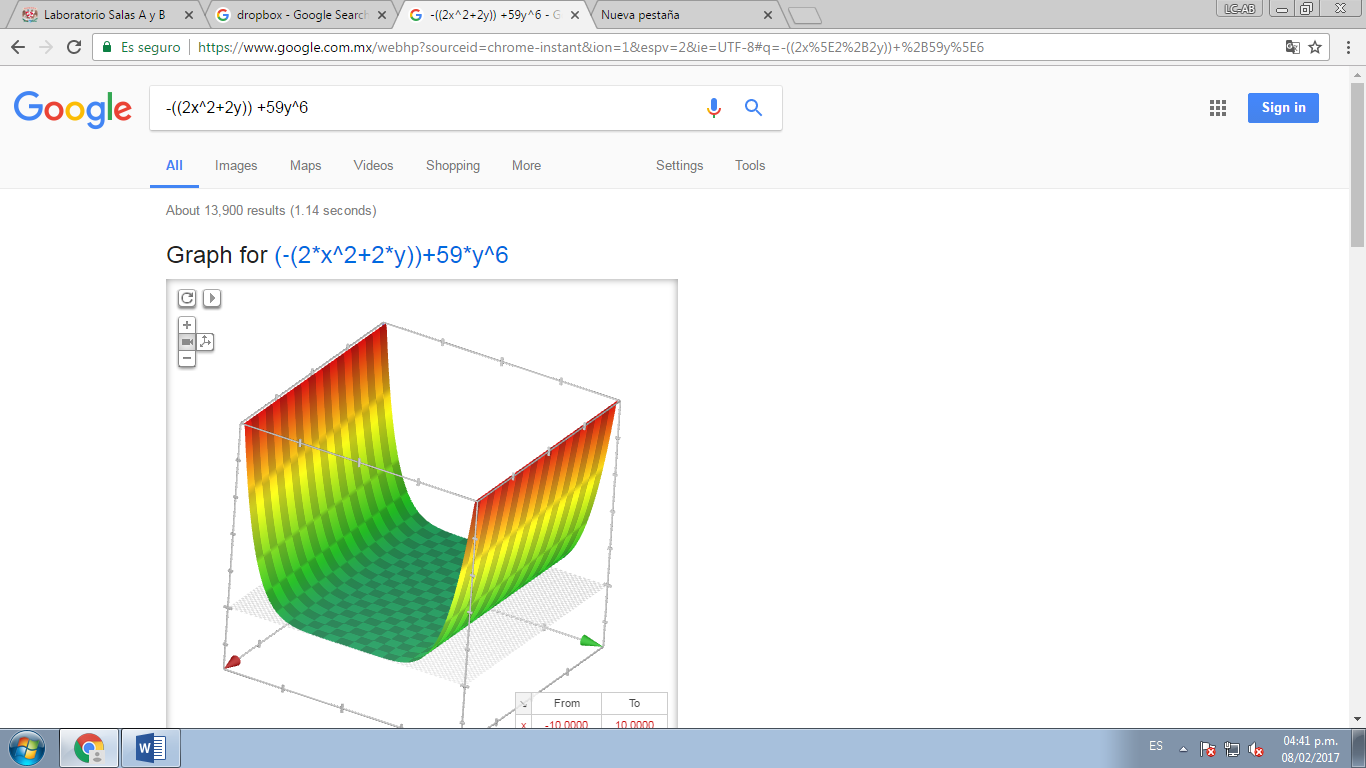 Laboratorio Salas A y B
dropbox - Google Search
-((2x^2+2y)) +59y^6 - G
Nueva pestaña
LC-AB
Es seguro
https://www.google.com.mx/webhp?sourceid=chrome-instant&ion=1&espv=2&ie=UTF-8#q=-((2x%5E2%2B2y))+%2B59y%5E6
Google
-((2x^2+2y)) +59y^6
Sign in
All Images Maps Videos Shopping More Settings Tools
About 13,900 results (1.14 seconds)
Graph for (-(2*x^2+2*y))+59*y^6
From To
x -10.0000 10.0000
ES
04:41 p.m.
08/02/2017